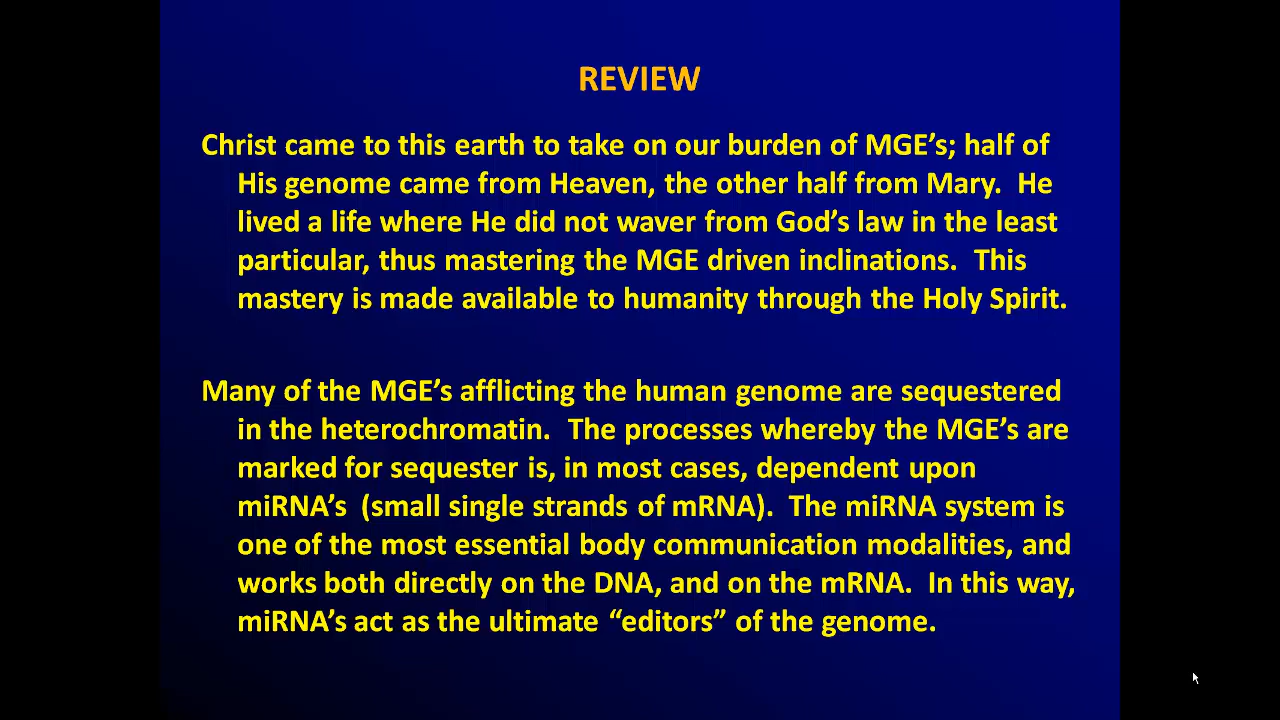 REVIEW
Christ came to this earth to take on our burden of MGE’s; half of
His genome came from Heaven, the other half from Mary.  He
lived a life where He did not waver from God’s law in the least
particular, thus mastering the MGE driven inclinations.  This
mastery is made available to humanity through the Holy Spirit.
Many of the MGE’s afflicting the human genome are sequestered
in the heterochromatin.  The processes whereby the MGE’s are
marked for sequester is, in most cases, dependent upon
miRNA’s  (small single strands of mRNA).  The miRNA system is
one of the most essential body communication modalities, and
works both directly on the DNA, and on the mRNA.  In this way,
miRNA’s act as the ultimate “editors” of the genome.